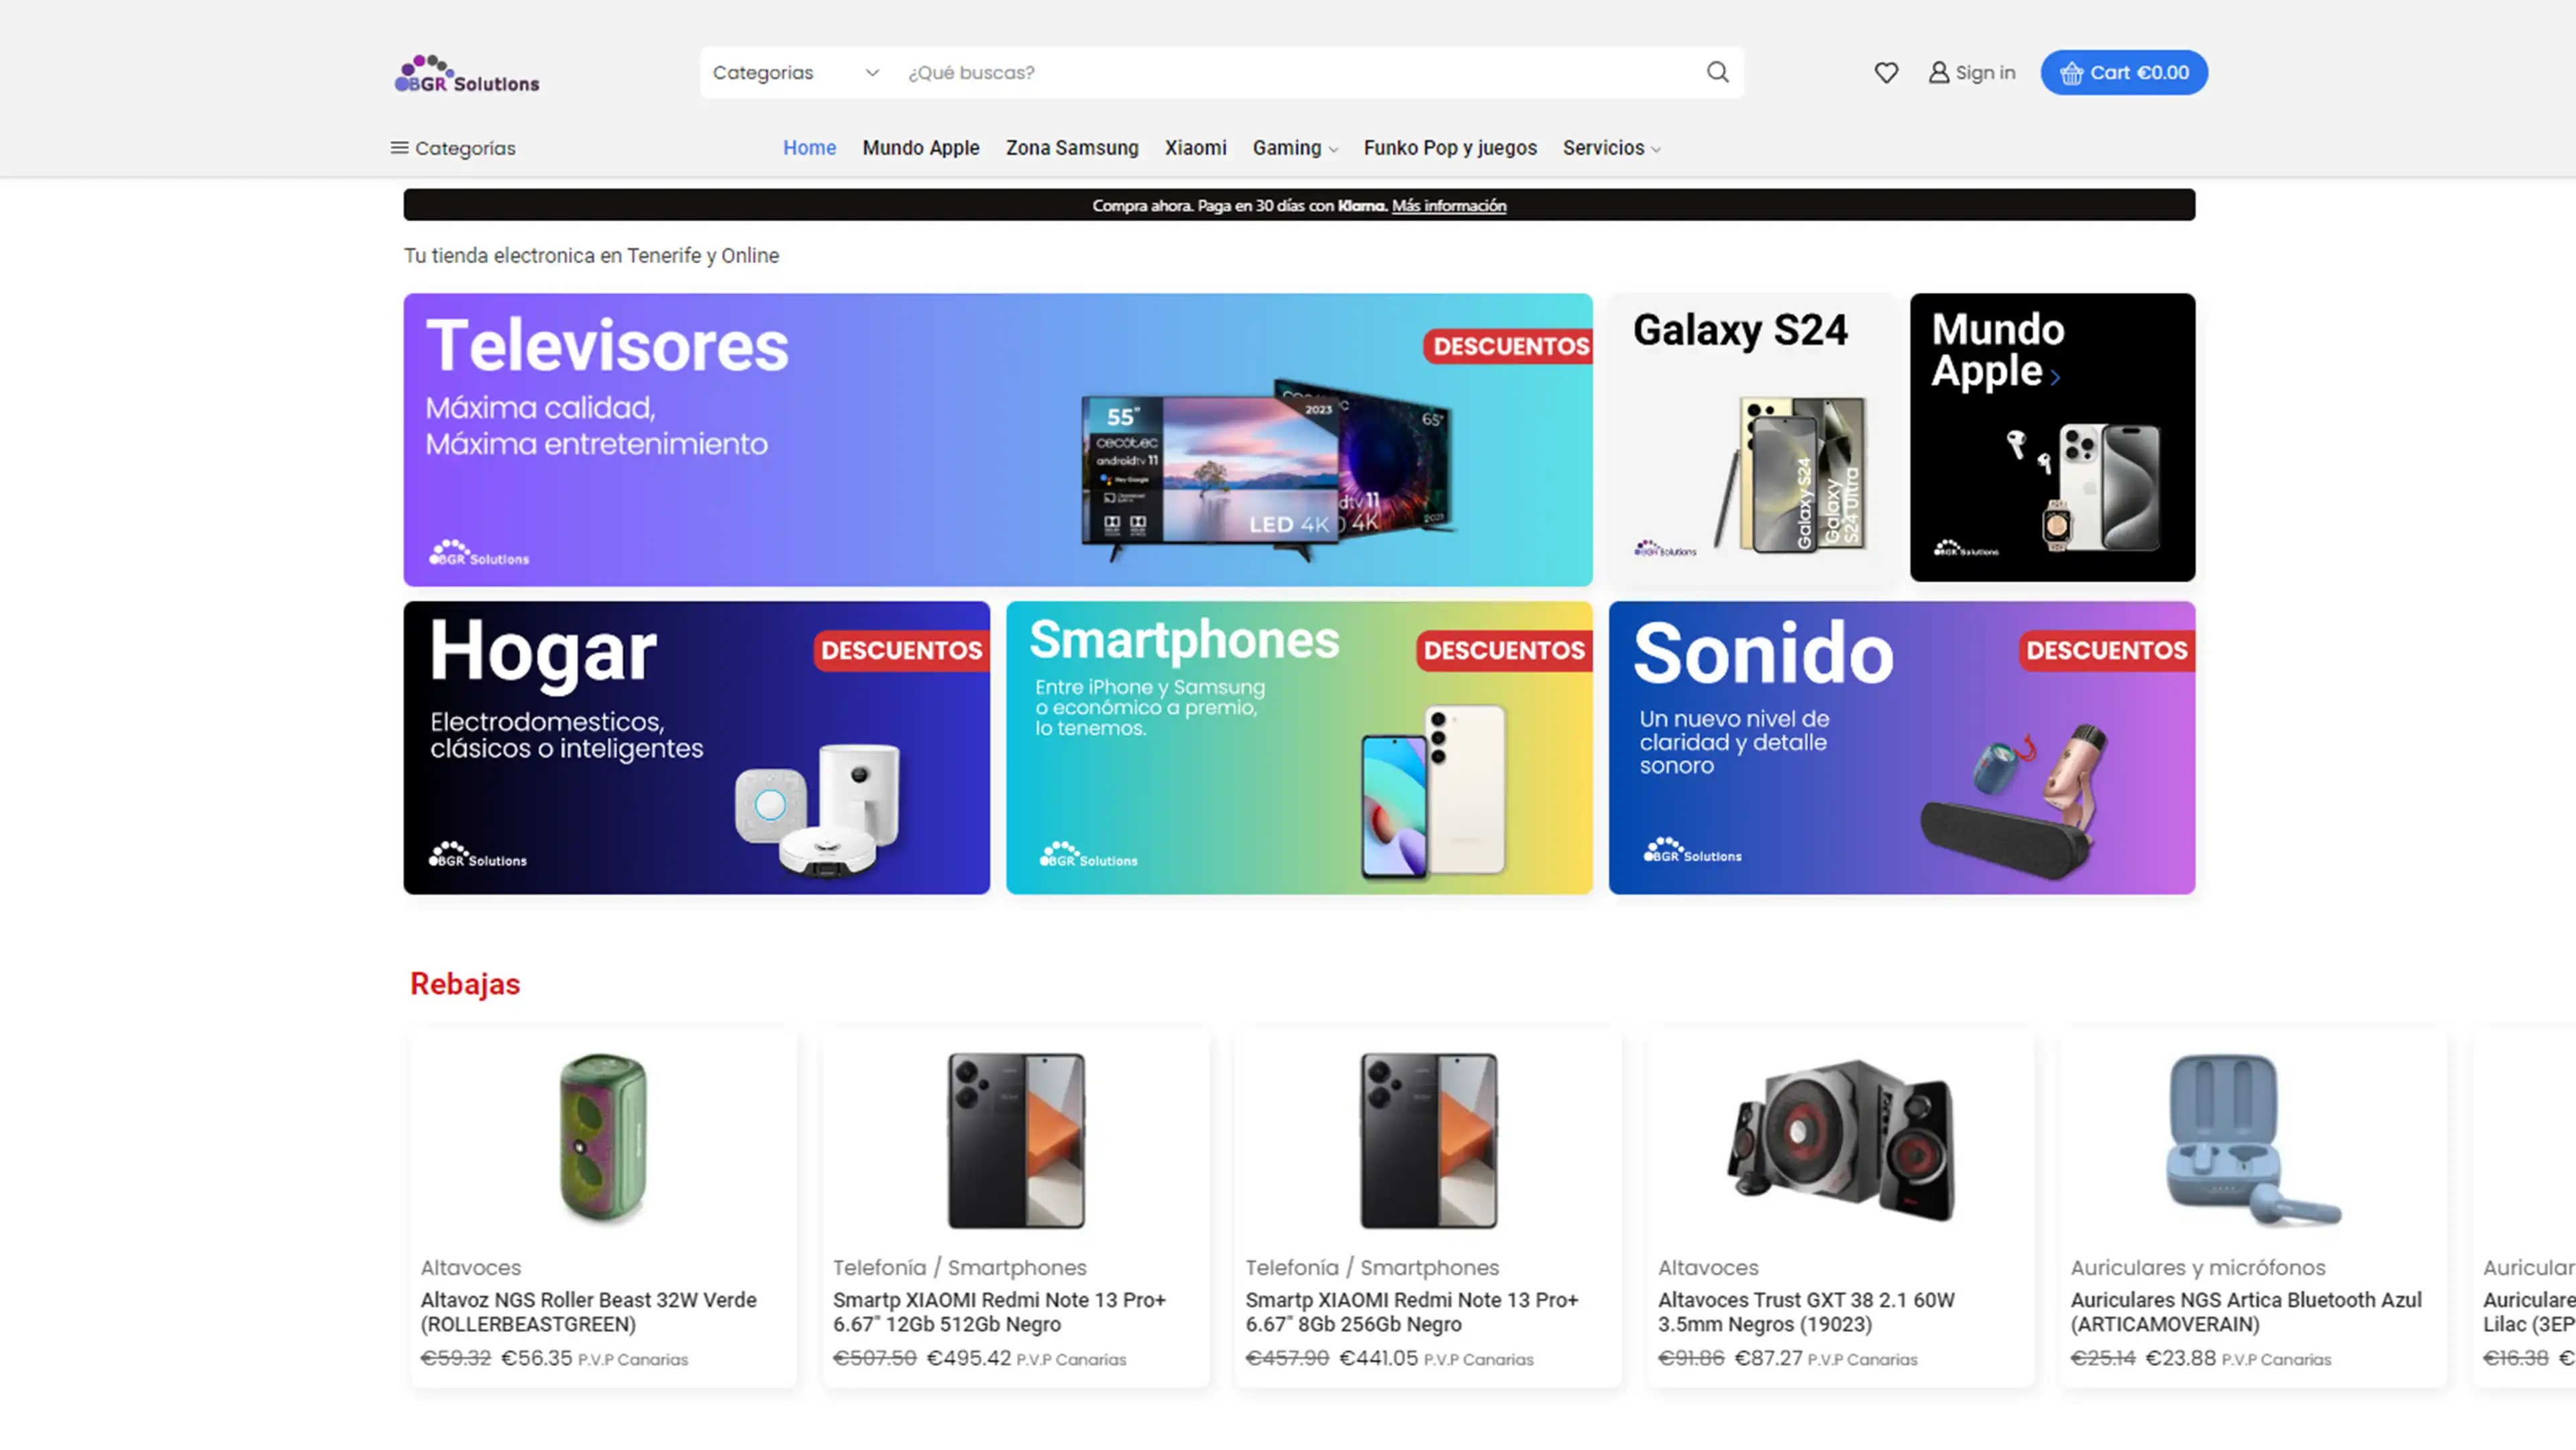 BGR Solutions
Categorias
¿Qué buscas?
Sign in
Cart €0.00
Categorías
Home
Mundo Apple
Zona Samsung
Xiaomi
Gaming
Funko Pop y juegos
Servicios
Compra ahora. Paga en 30 días con Klarna. Más información
Tu tienda electronica en Tenerife y Online
Televisores
DESCUENTOS
Máxima calidad,
Máxima entretenimiento
55"
cecotec
androidtv 11
Hey Google
2023
LED 4K
65"
dtv 11
4K
BGR Solutions
Galaxy S24
Galaxy S24
Galaxy
S24 Ultra
BGR Solutions
Mundo
Apple
BGR Solutions
Hogar
DESCUENTOS
Electrodomesticos,
clásicos o inteligentes
BGR Solutions
Smartphones
DESCUENTOS
Entre iPhone y Samsung
o económico a premio,
lo tenemos.
BGR Solutions
Sonido
DESCUENTOS
Un nuevo nivel de
claridad y detalle
sonoro
BGR Solutions
Rebajas
Altavoces
Altavoz NGS Roller Beast 32W Verde
(ROLLERBEASTGREEN)
€59.32 €56.35 P.V.P Canarias
Telefonía / Smartphones
Smartp XIAOMI Redmi Note 13 Pro+
6.67" 12Gb 512Gb Negro
€507.50 €495.42 P.V.P Canarias
Telefonía / Smartphones
Smartp XIAOMI Redmi Note 13 Pro+
6.67" 8Gb 256Gb Negro
€457.90 €441.05 P.V.P Canarias
Altavoces
Altavoces Trust GXT 38 2.1 60W
3.5mm Negros (19023)
€91.86 €87.27 P.V.P Canarias
Auriculares y micrófonos
Auriculares NGS Artica Bluetooth Azul
(ARTICAMOVERAIN)
€25.14 €23.88 P.V.P Canarias
Auricular
Auriculare
Lilac (3EP
€16.38 €